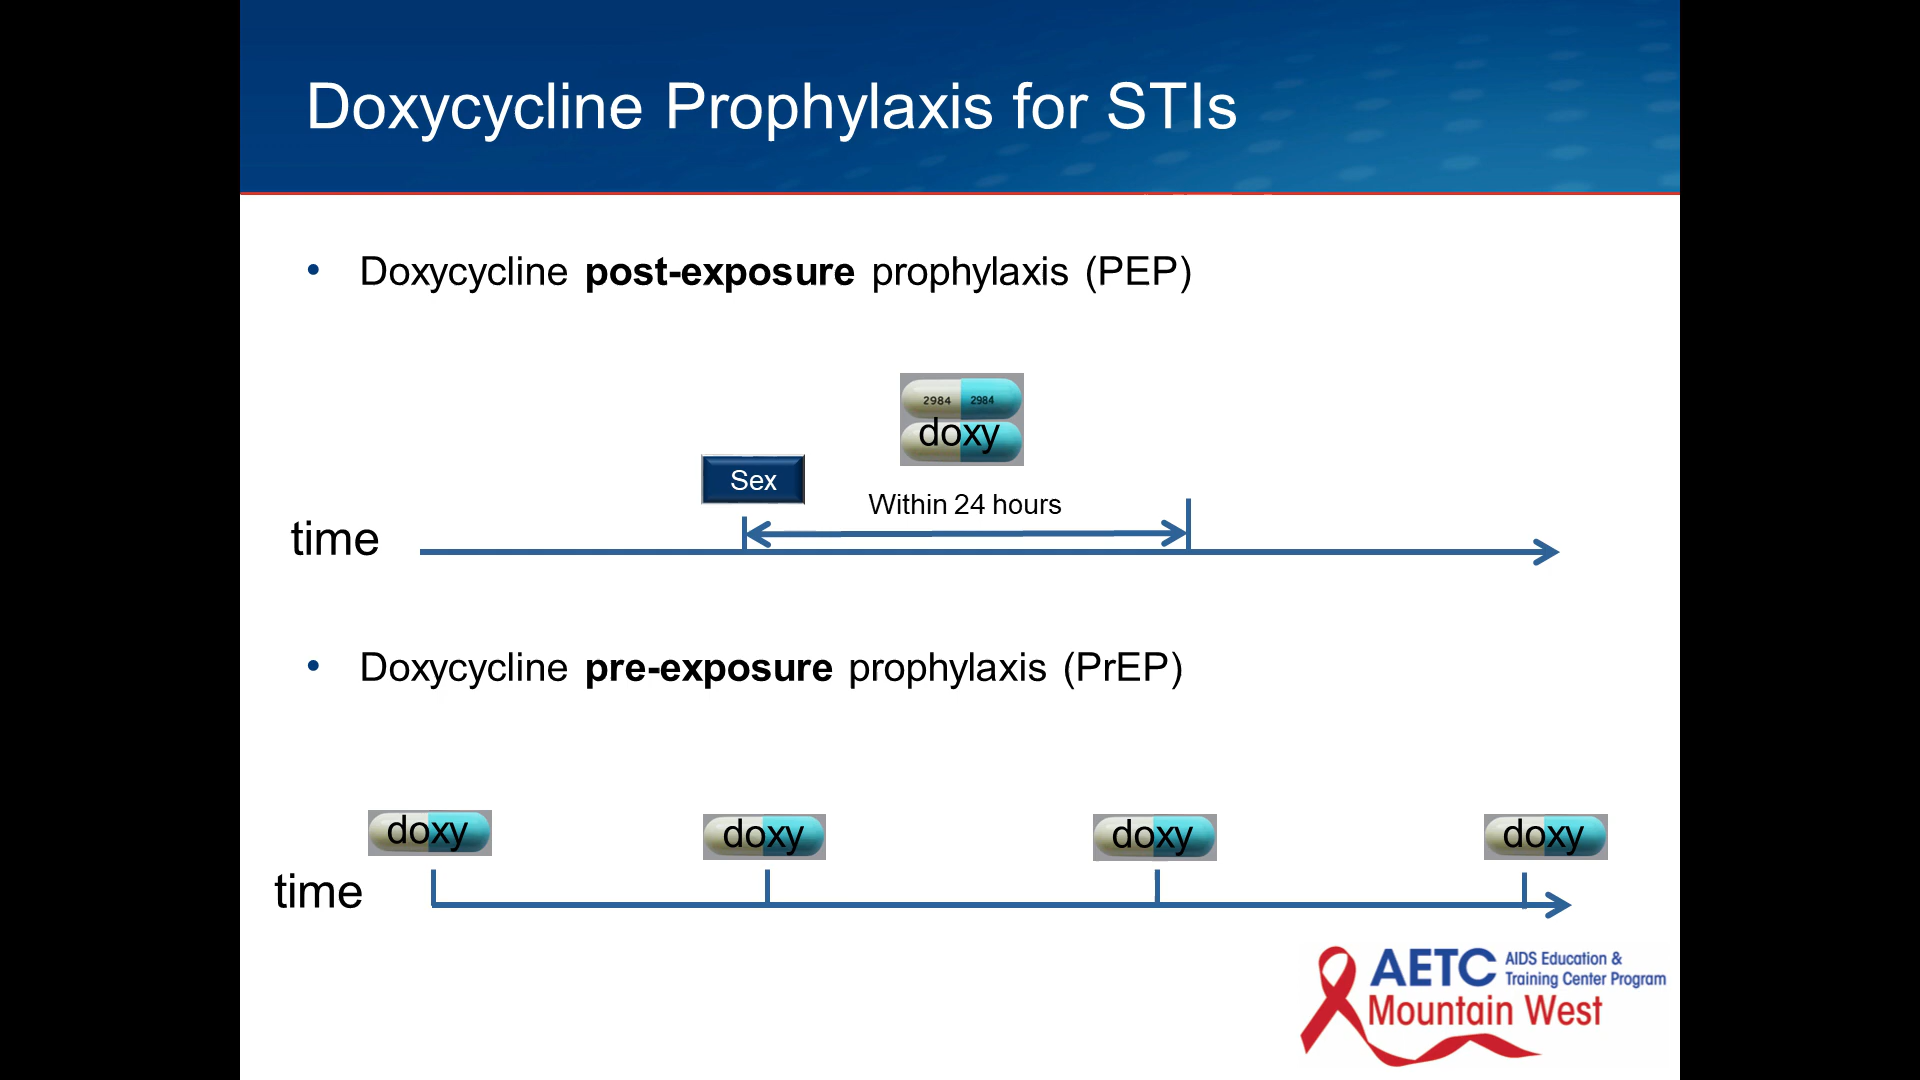 Doxycycline Prophylaxis for STIs
• Doxycycline post-exposure prophylaxis (PEP)
2984 2984
doxy
Sex
Within 24 hours
time
• Doxycycline pre-exposure prophylaxis (PrEP)
doxy doxy doxy doxy
time
AETC AIDS Education &
Training Center Program
Mountain West